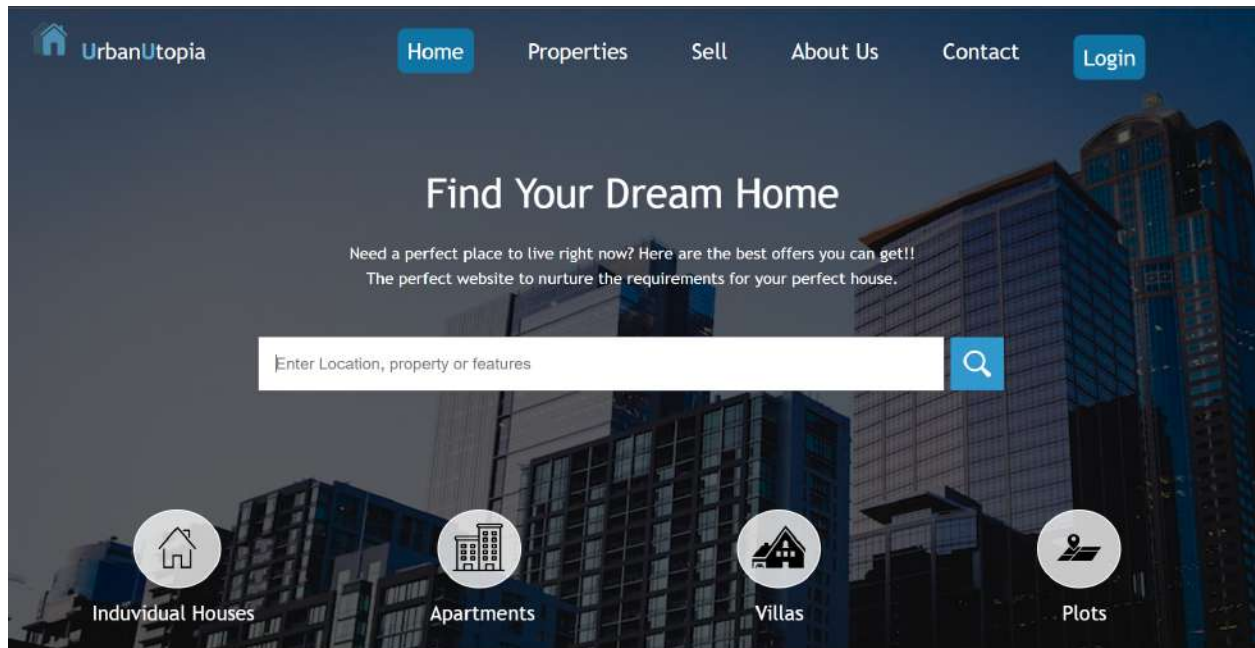 UrbanUtopia
Home
Properties
Sell
About Us
Contact
Login
Find Your Dream Home
Need a perfect place to live right now? Here are the best offers you can get!!
The perfect website to nurture the requirements for your perfect house.
Enter Location, property or features
Induvidual Houses
Apartments
Villas
Plots